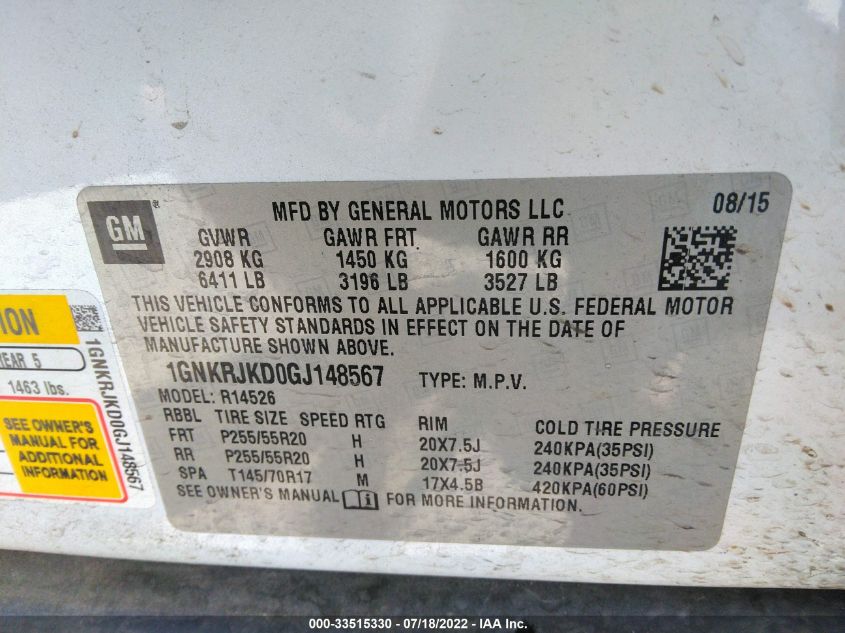 GM
MFD BY GENERAL MOTORS LLC
08/15
GVWR GAWR FRT GAWR RR
2908 KG 1450 KG 1600 KG
6411 LB 3196 LB 3527 LB
THIS VEHICLE CONFORMS TO ALL APPLICABLE U.S. FEDERAL MOTOR
VEHICLE SAFETY STANDARDS IN EFFECT ON THE DATE OF
MANUFACTURE SHOWN ABOVE.
1GNKRJKD0GJ148567 TYPE: M.P.V.
MODEL: R14526
RBBL TIRE SIZE SPEED RTG RIM COLD TIRE PRESSURE
FRT P255/55R20 H 20X7.5J 240KPA(35PSI)
RR P255/55R20 H 20X7.5J 240KPA(35PSI)
SPA T145/70R17 M 17X4.5B 420KPA(60PSI)
SEE OWNER'S MANUAL FOR MORE INFORMATION.
REAR 5
1463 lbs.
SEE OWNER'S
MANUAL FOR
ADDITIONAL
INFORMATION
1GNKRJKD0GJ148567
000-33515330 - 07/18/2022 - IAA Inc.